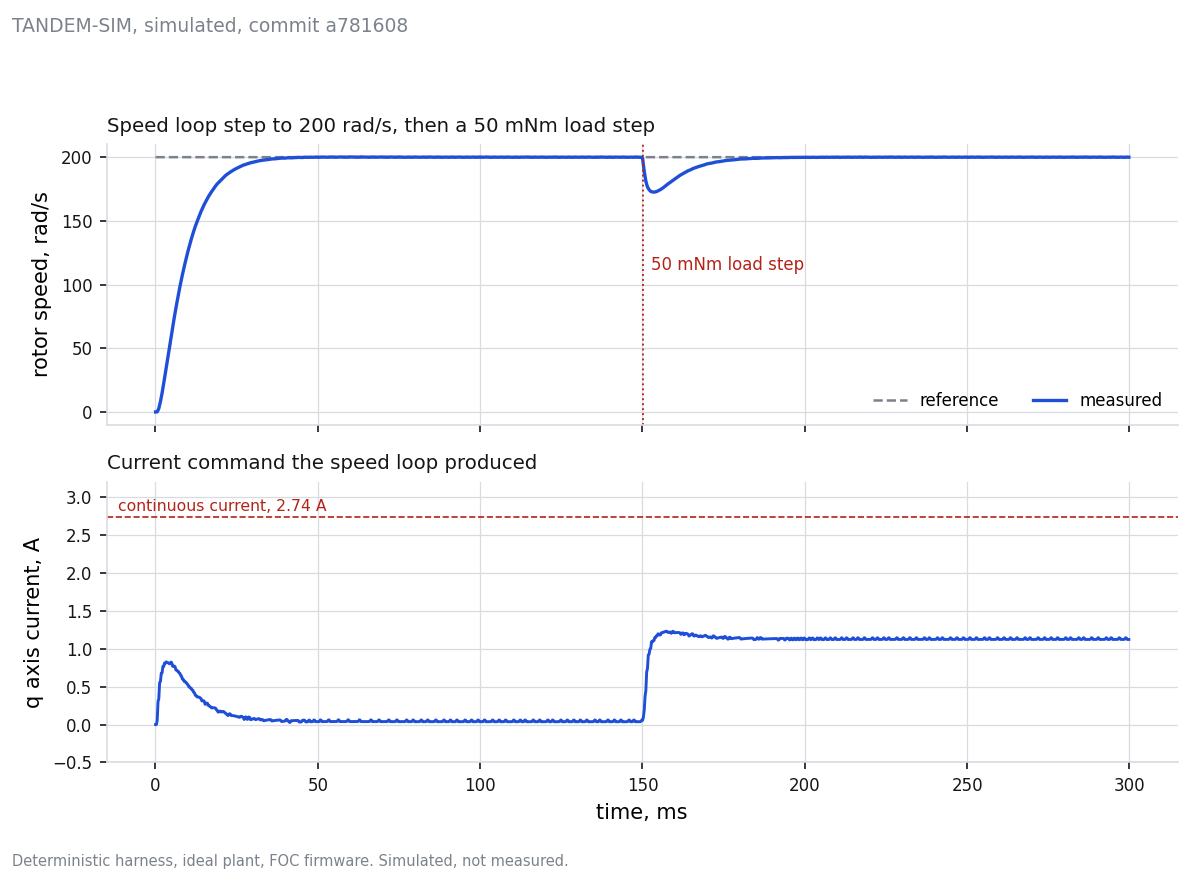 TANDEM-SIM, simulated, commit a781608
Speed loop step to 200 rad/s, then a 50 mNm load step
rotor speed, rad/s
200
150
100
50
0
50 mNm load step
reference
measured
Current command the speed loop produced
q axis current, A
3.0
2.5
2.0
1.5
1.0
0.5
0.0
−0.5
continuous current, 2.74 A
0
50
100
150
200
250
300
time, ms
Deterministic harness, ideal plant, FOC firmware. Simulated, not measured.